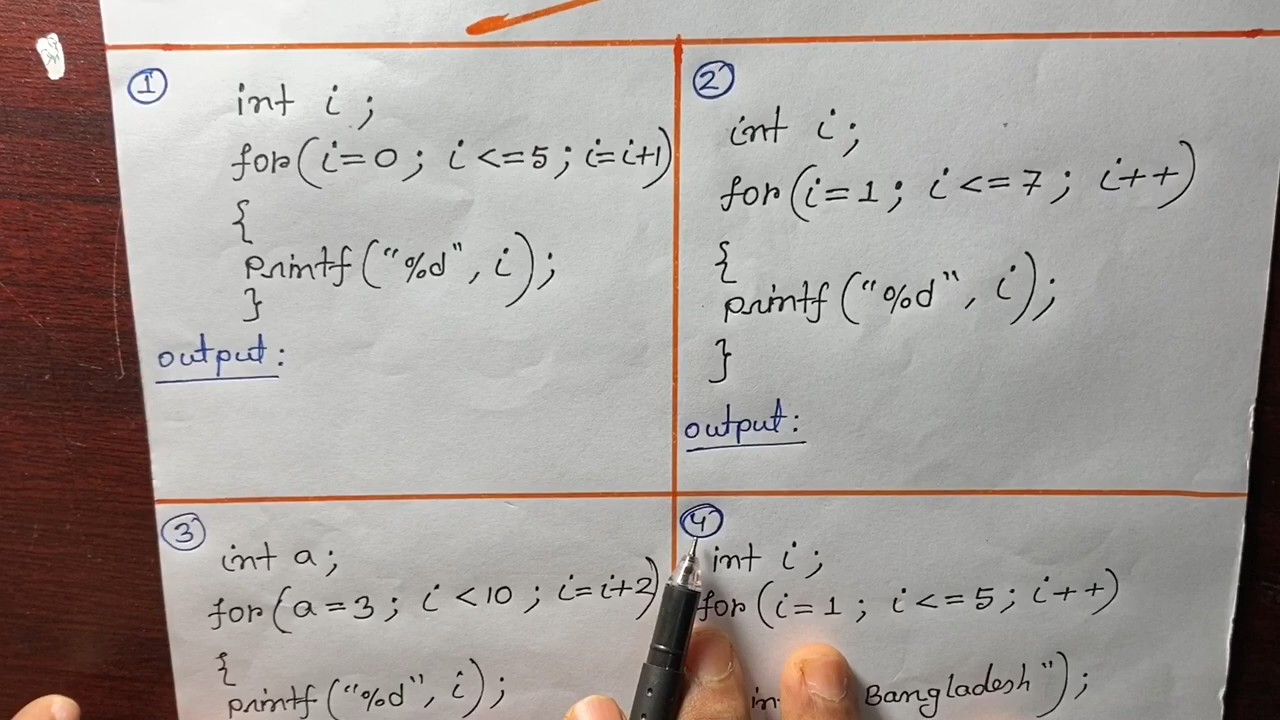 1
int i ;
for(i=0 ; i <=5 ; i=i+1)
{
printf("%d", i);
}
output:
2
int i ;
for(i=1 ; i <=7 ; i++)
{
printf("%d", i);
}
output:
3
int a ;
for(a=3 ; i <10 ; i=i+2)
{
printf("%d", i);
4
int i ;
for(i=1 ; i <=5 ; i++)
Bangladesh");